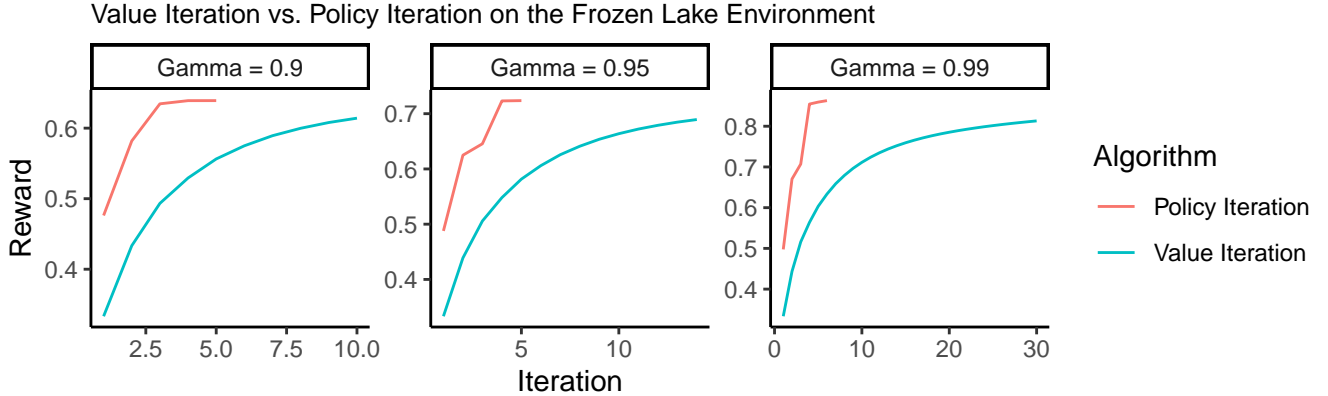 Value Iteration vs. Policy Iteration on the Frozen Lake Environment
Gamma = 0.9
Gamma = 0.95
Gamma = 0.99
Reward
0.6
0.5
0.4
2.5 5.0 7.5 10.0
0.7
0.6
0.5
0.4
5 10
0.8
0.7
0.6
0.5
0.4
0 10 20 30
Iteration
Algorithm
Policy Iteration
Value Iteration